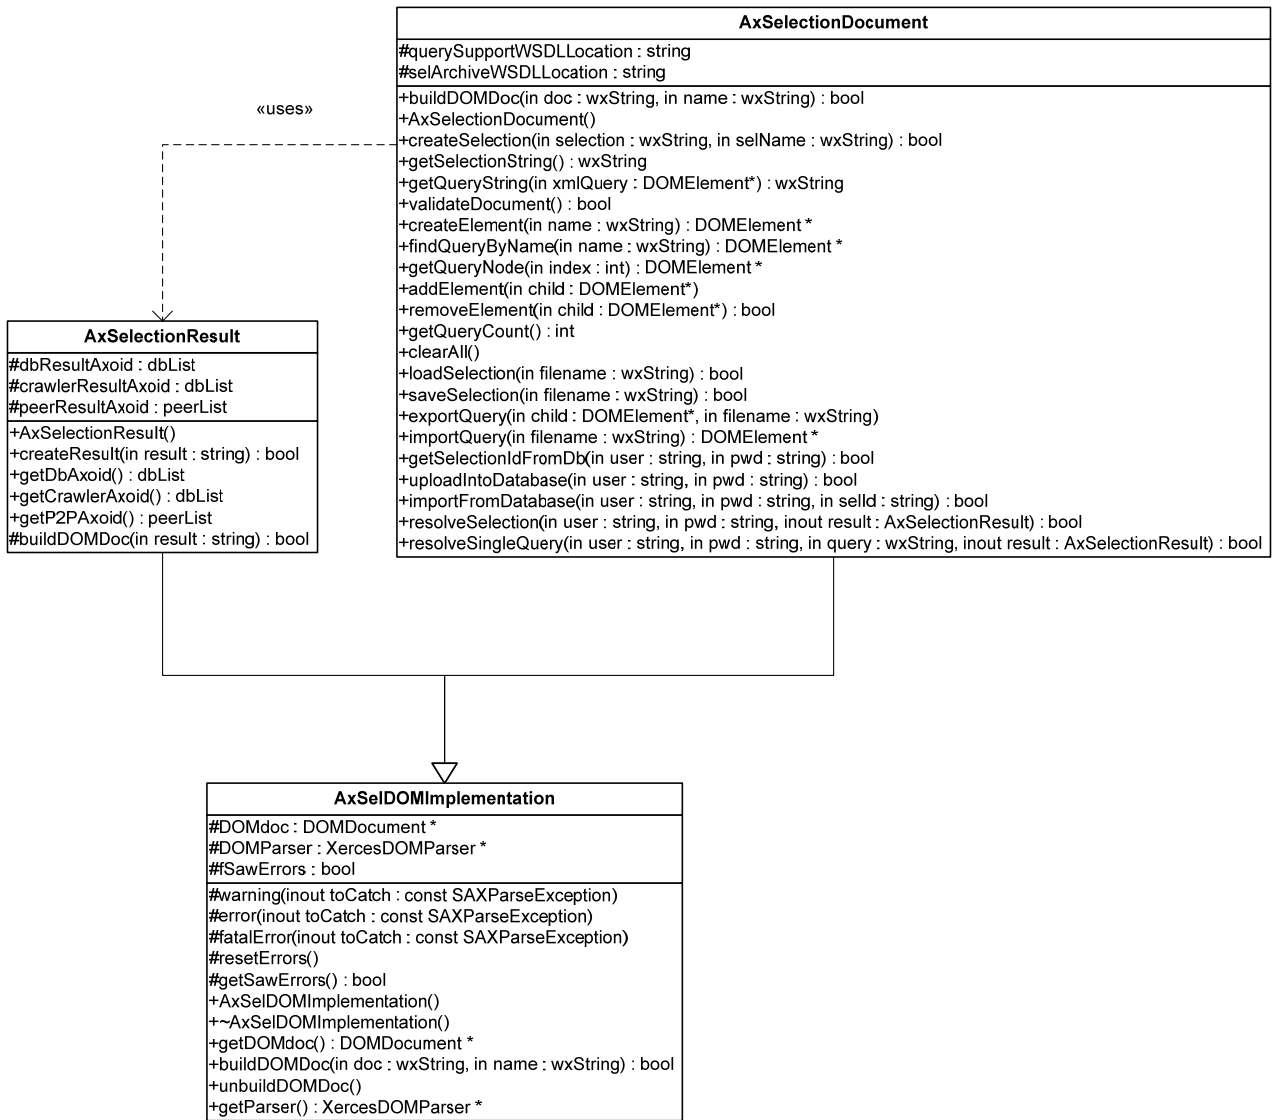 AxSelectionDocument
#querySupportWSDLLocation : string
#selArchiveWSDLLocation : string
+buildDOMDoc(in doc : wxString, in name : wxString) : bool
+AxSelectionDocument()
+createSelection(in selection : wxString, in selName : wxString) : bool
+getSelectionString() : wxString
+getQueryString(in xmlQuery : DOMElement*) : wxString
+validateDocument() : bool
+createElement(in name : wxString) : DOMElement *
+findQueryByName(in name : wxString) : DOMElement *
+getQueryNode(in index : int) : DOMElement *
+addElement(in child : DOMElement*)
+removeElement(in child : DOMElement*) : bool
+getQueryCount() : int
+clearAll()
+loadSelection(in filename : wxString) : bool
+saveSelection(in filename : wxString) : bool
+exportQuery(in child : DOMElement*, in filename : wxString)
+importQuery(in filename : wxString) : DOMElement *
+getSelectionIdFromDb(in user : string, in pwd : string) : bool
+uploadIntoDatabase(in user : string, in pwd : string) : bool
+importFromDatabase(in user : string, in pwd : string, in selId : string) : bool
+resolveSelection(in user : string, in pwd : string, inout result : AxSelectionResult) : bool
+resolveSingleQuery(in user : string, in pwd : string, in query : wxString, inout result : AxSelectionResult) : bool
«uses»
AxSelectionResult
#dbResultAxoid : dbList
#crawlerResultAxoid : dbList
#peerResultAxoid : peerList
+AxSelectionResult()
+createResult(in result : string) : bool
+getDbAxoid() : dbList
+getCrawlerAxoid() : dbList
+getP2PAxoid() : peerList
#buildDOMDoc(in result : string) : bool
AxSelDOMImplementation
#DOMdoc : DOMDocument *
#DOMParser : XercesDOMParser *
#fSawErrors : bool
#warning(inout toCatch : const SAXParseException)
#error(inout toCatch : const SAXParseException)
#fatalError(inout toCatch : const SAXParseException)
#resetErrors()
#getSawErrors() : bool
+AxSelDOMImplementation()
+~AxSelDOMImplementation()
+getDOMdoc() : DOMDocument *
+buildDOMDoc(in doc : wxString, in name : wxString) : bool
+unbuildDOMDoc()
+getParser() : XercesDOMParser *